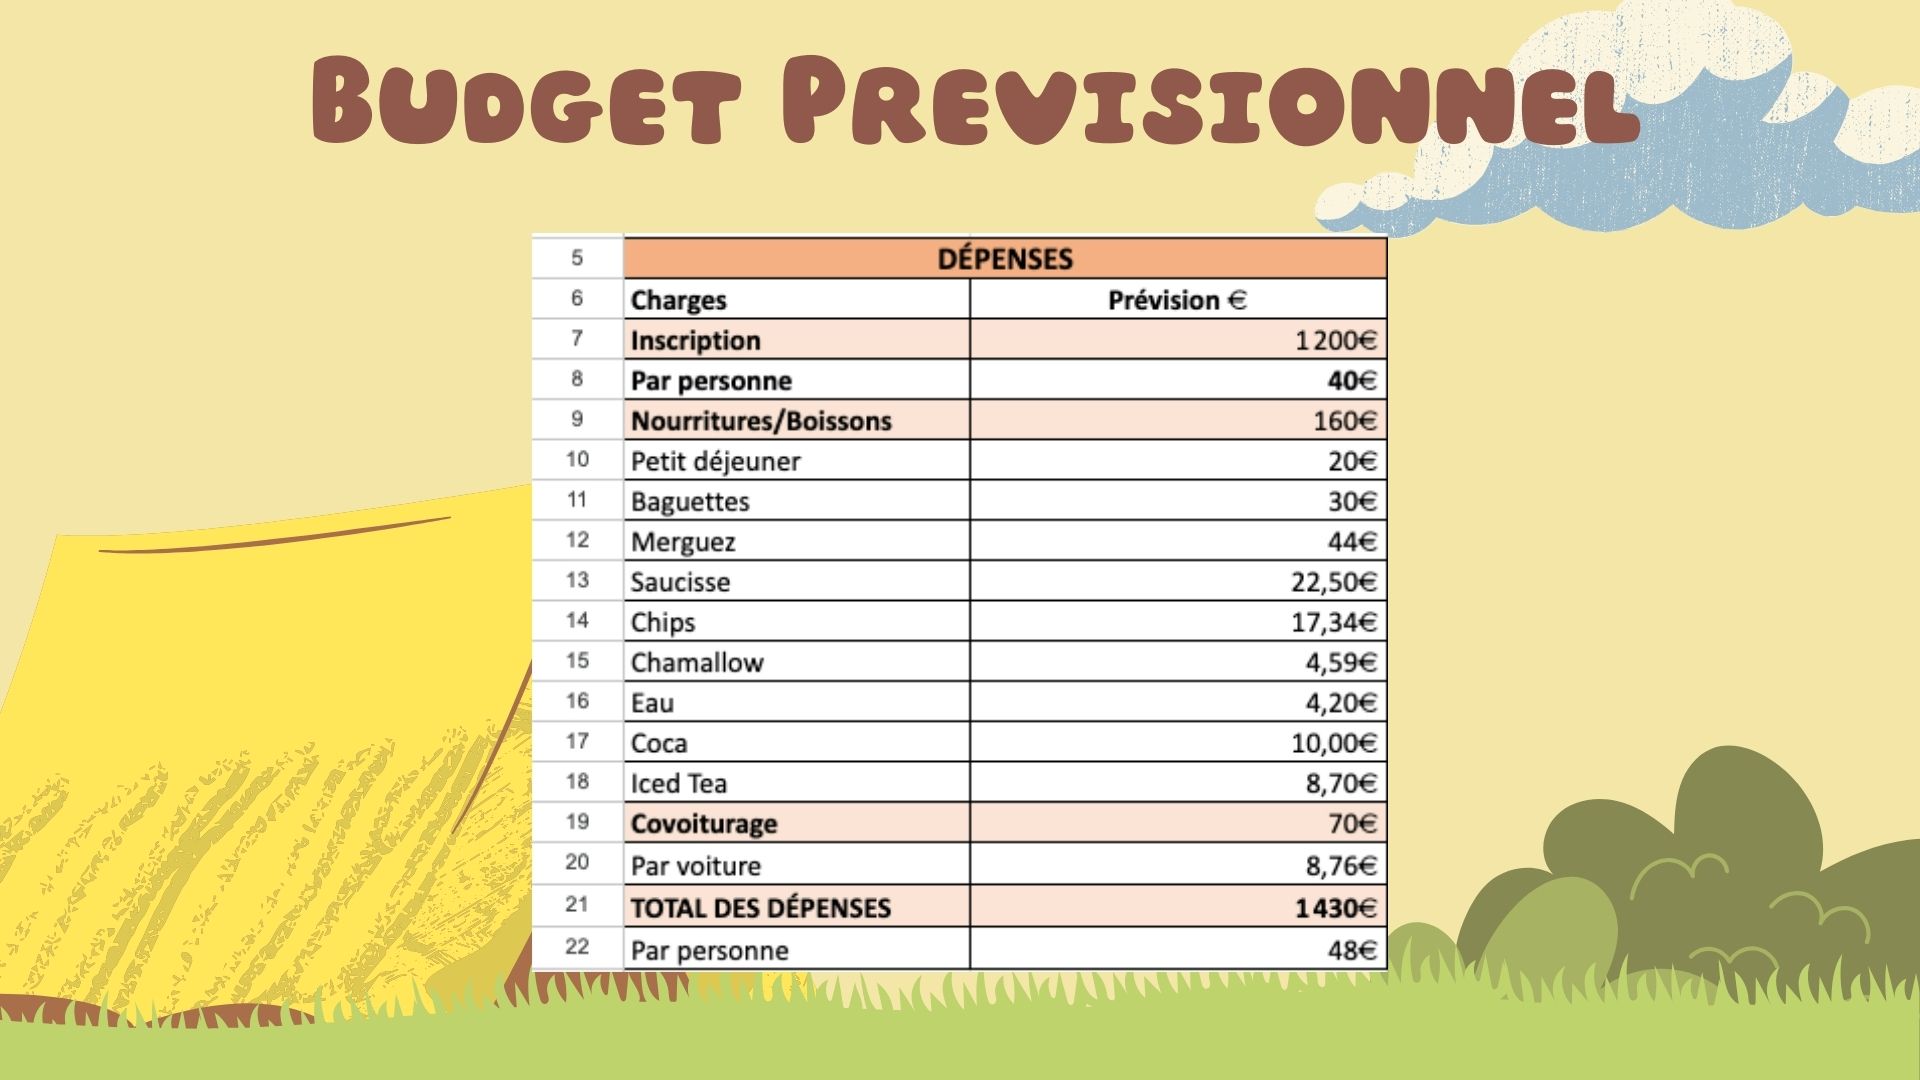 BUDGET PREVISIONNEL
5 DÉPENSES
6 Charges Prévision €
7 Inscription 1 200€
8 Par personne 40€
9 Nourritures/Boissons 160€
10 Petit déjeuner 20€
11 Baguettes 30€
12 Merguez 44€
13 Saucisse 22,50€
14 Chips 17,34€
15 Chamallow 4,59€
16 Eau 4,20€
17 Coca 10,00€
18 Iced Tea 8,70€
19 Covoiturage 70€
20 Par voiture 8,76€
21 TOTAL DES DÉPENSES 1 430€
22 Par personne 48€